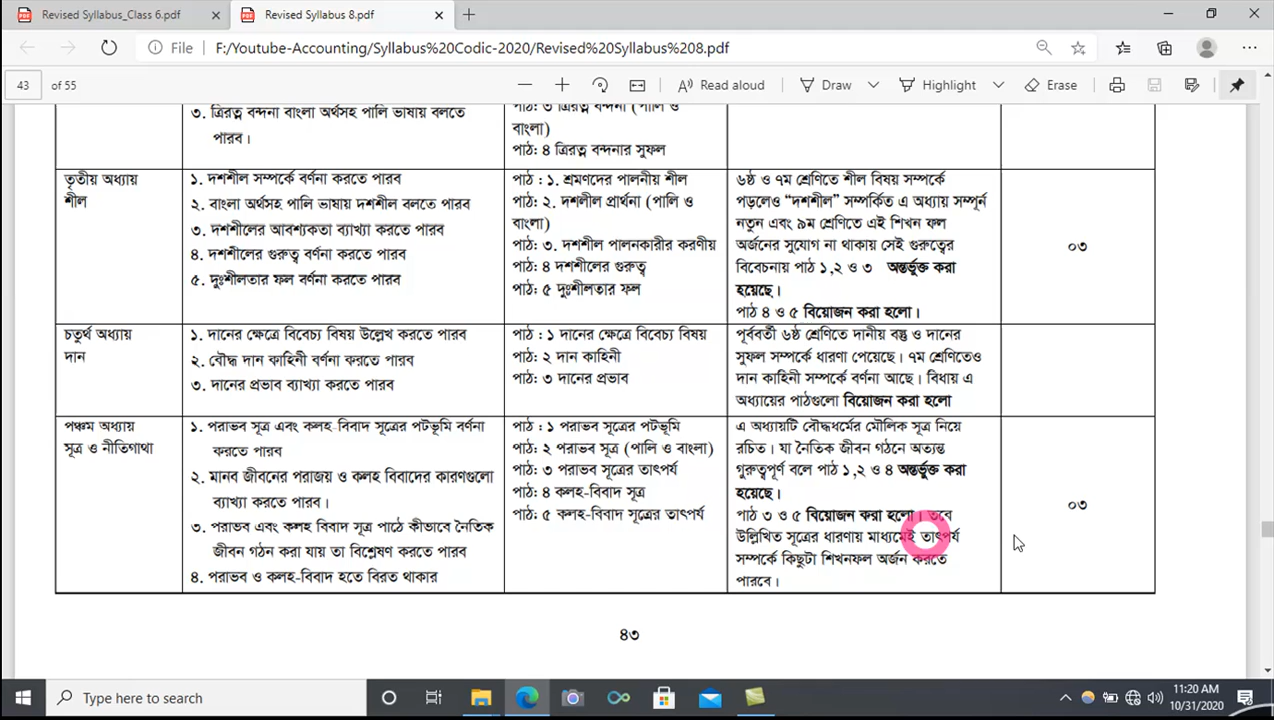 Revised Syllabus_Class 6.pdf
Revised Syllabus 8.pdf
File F:/Youtube-Accounting/Syllabus%20Codic-2020/Revised%20Syllabus%208.pdf
43 of 55
Read aloud
Draw
Highlight
Erase
৩. ত্রিরত্ন বন্দনা বাংলা অর্থসহ পালি ভাষায় বলতে
পারব।
পাঠ: ৩ ত্রিরত্ন বন্দনা (পালি ও
বাংলা)
পাঠ: ৪ ত্রিরত্ন বন্দনার সুফল
তৃতীয় অধ্যায়
শীল
১. দশশীল সম্পর্কে বর্ণনা করতে পারব
২. বাংলা অর্থসহ পালি ভাষায় দশশীল বলতে পারব
৩. দশশীলের আবশ্যকতা ব্যাখ্যা করতে পারব
৪. দশশীলের গুরুত্ব বর্ণনা করতে পারব
৫. দুঃশীলতার ফল বর্ণনা করতে পারব
পাঠ : ১. শ্রমণদের পালনীয় শীল
পাঠ: ২. দশলীল প্রার্থনা (পালি ও
বাংলা)
পাঠ: ৩. দশশীল পালনকারীর করণীয়
পাঠ: ৪ দশশীলের গুরুত্ব
পাঠ: ৫ দুঃশীলতার ফল
৬ষ্ঠ ও ৭ম শ্রেণিতে শীল বিষয় সম্পর্কে
পড়লেও “দশশীল” সম্পর্কিত এ অধ্যায় সম্পূর্ন
নতুন এবং ৯ম শ্রেণিতে এই শিখন ফল
অর্জনের সুযোগ না থাকায় সেই গুরুত্বের
বিবেচনায় পাঠ ১,২ ও ৩ অন্তর্ভুক্ত করা
হয়েছে।
পাঠ ৪ ও ৫ বিয়োজন করা হলো।
০৩
চতুর্থ অধ্যায়
দান
১. দানের ক্ষেত্রে বিবেচ্য বিষয় উল্লেখ করতে পারব
২. বৌদ্ধ দান কাহিনী বর্ণনা করতে পারব
৩. দানের প্রভাব ব্যাখ্যা করতে পারব
পাঠ : ১ দানের ক্ষেত্রে বিবেচ্য বিষয়
পাঠ: ২ দান কাহিনী
পাঠ: ৩ দানের প্রভাব
পূর্ববর্তী ৬ষ্ঠ শ্রেণিতে দানীয় বস্তু ও দানের
সুফল সম্পর্কে ধারণা পেয়েছে। ৭ম শ্রেণিতেও
দান কাহিনী সম্পর্কে বর্ণনা আছে। বিধায় এ
অধ্যায়ের পাঠগুলো বিয়োজন করা হলো
পঞ্চম অধ্যায়
সূত্র ও নীতিগাথা
১. পরাভব সূত্র এবং কলহ-বিবাদ সূত্রের পটভূমি বর্ণনা
করতে পারব
২. মানব জীবনের পরাজয় ও কলহ বিবাদের কারণগুলো
ব্যাখ্যা করতে পারব।
৩. পরাভব এবং কলহ বিবাদ সূত্র পাঠে কীভাবে নৈতিক
জীবন গঠন করা যায় তা বিশ্লেষণ করতে পারব
৪. পরাভব ও কলহ-বিবাদ হতে বিরত থাকার
পাঠ : ১ পরাভব সূত্রের পটভূমি
পাঠ: ২ পরাভব সূত্র (পালি ও বাংলা)
পাঠ: ৩ পরাভব সূত্রের তাৎপর্য
পাঠ: ৪ কলহ-বিবাদ সূত্র
পাঠ: ৫ কলহ-বিবাদ সূত্রের তাৎপর্য
এ অধ্যায়টি বৌদ্ধধর্মের মৌলিক সূত্র নিয়ে
রচিত। যা নৈতিক জীবন গঠনে অত্যন্ত
গুরুত্বপূর্ণ বলে পাঠ ১,২ ও ৪ অন্তর্ভুক্ত করা
হয়েছে।
পাঠ ৩ ও ৫ বিয়োজন করা হলো। তবে
উল্লিখিত সূত্রের ধারণায় মাধ্যমেই তাৎপর্য
সম্পর্কে কিছুটা শিখনফল অর্জন করতে
পারবে।
০৩
৪৩
Type here to search
11:20 AM
10/31/2020